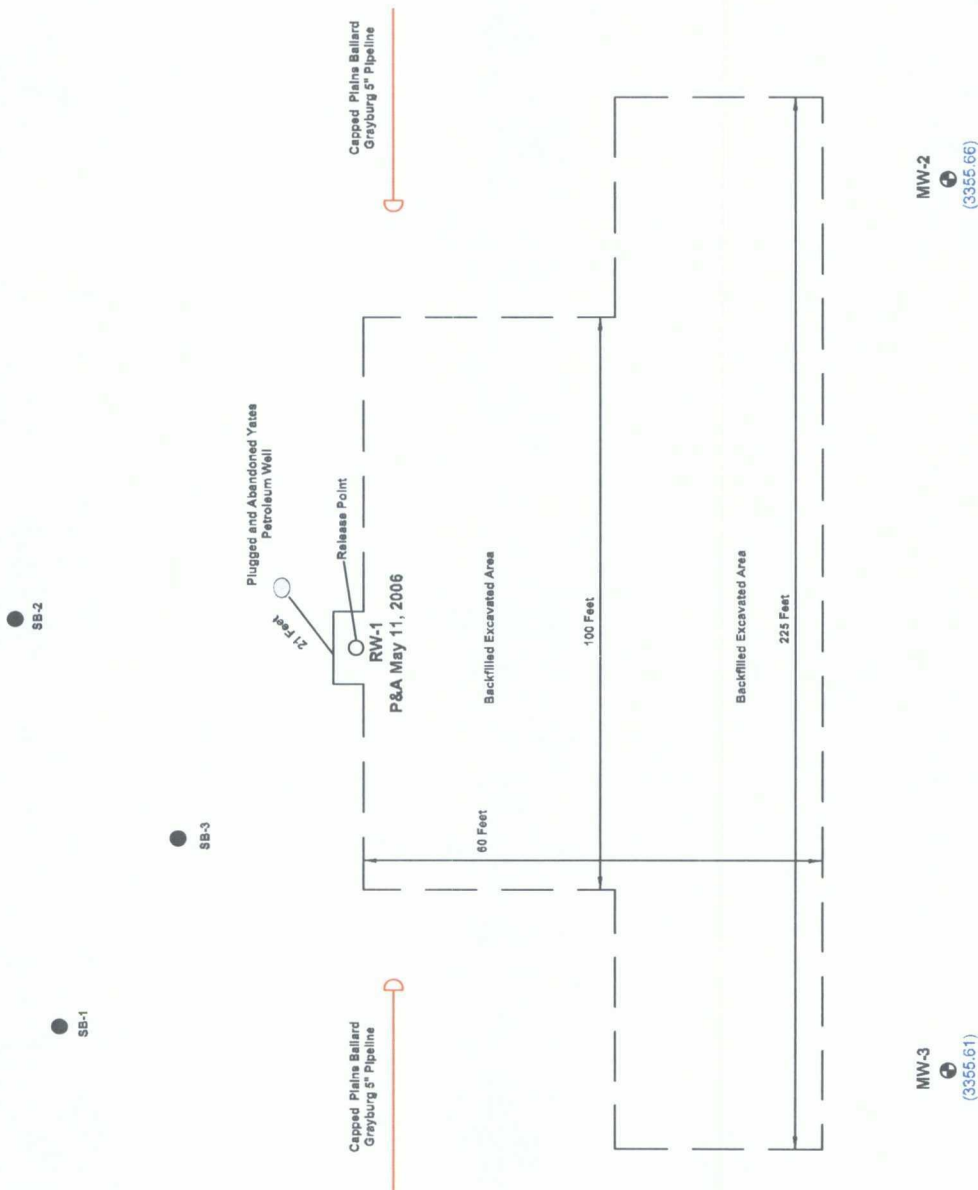 SB-2
SB-1
SB-3
Capped Plains Ballard
Grayburg 5" Pipeline
Plugged and Abandoned Yates
Petroleum Well
21 Feet
Release Point
RW-1
P&A May 11, 2006
Backfilled Excavated Area
100 Feet
60 Feet
Backfilled Excavated Area
225 Feet
Capped Plains Ballard
Grayburg 5" Pipeline
MW-2
(3355.66)
MW-3
(3355.61)